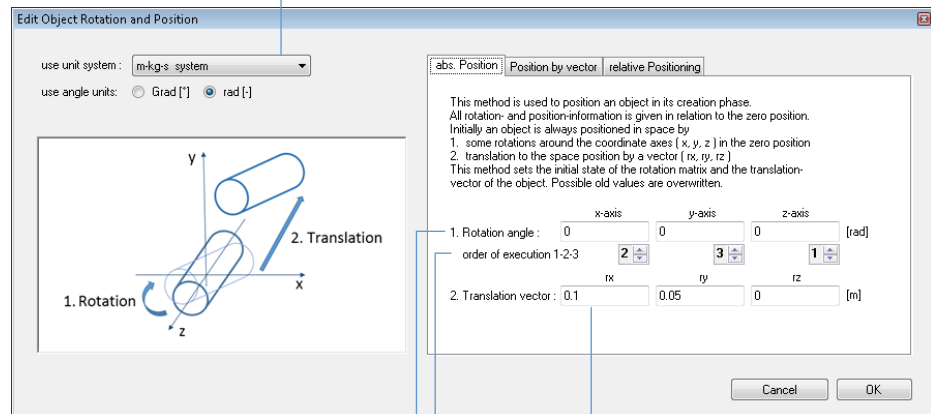 Edit Object Rotation and Position
use unit system :
m-kg-s system
use angle units:
Grad [°]
rad [-]
y
2. Translation
x
1. Rotation
z
abs. Position
Position by vector
relative Positioning
This method is used to position an object in its creation phase.
All rotation- and position-information is given in relation to the zero position.
Initially an object is always positioned in space by
1. some rotations around the coordinate axes ( x, y, z ) in the zero position
2. translation to the space position by a vector ( rx, ry, rz )
This method sets the initial state of the rotation matrix and the translation-
vector of the object. Possible old values are overwritten.
x-axis y-axis z-axis
1. Rotation angle : 0 0 0 [rad]
order of execution 1-2-3 2 3 1
rx ry rz
2. Translation vector : 0.1 0.05 0 [m]
Cancel OK